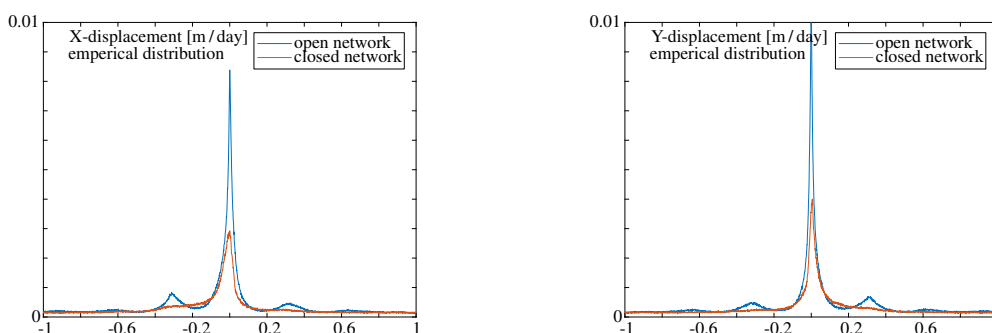 0.01
X-displacement [m / day]
emperical distribution
open network
closed network
0
-1
-0.6
-0.2
0.2
0.6
1
0.01
Y-displacement [m / day]
emperical distribution
open network
closed network
0
-1
-0.6
-0.2
0.2
0.6